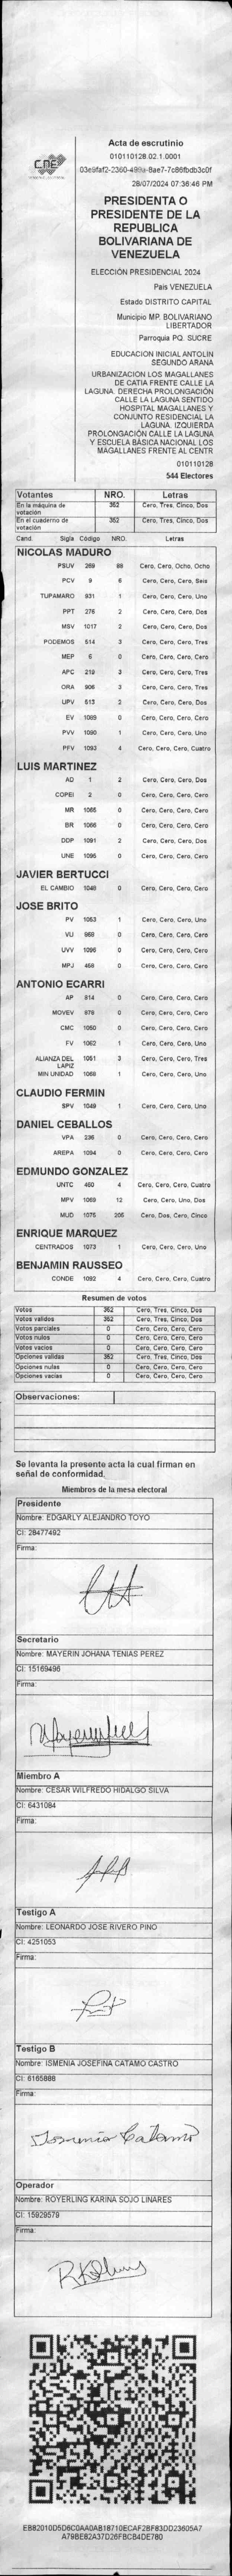 CNE
Acta de escrutinio
010110128.02.1.0001
28/07/2024 07:36:46 PM
PRESIDENTA O
PRESIDENTE DE LA
REPUBLICA
BOLIVARIANA DE
VENEZUELA
ELECCIÓN PRESIDENCIAL 2024
Pais VENEZUELA
Estado DISTRITO CAPITAL
Municipio MP. BOLIVARIANO
LIBERTADOR
Parroquia PQ. SUCRE
EDUCACION INICIAL ANTOLIN
SEGUNDO ARANA
URBANIZACIÓN LOS MAGALLANES
DE CATIA FRENTE CALLE LA
LAGUNA. DERECHA PROLONGACIÓN
CALLE LA LAGUNA SENTIDO
HOSPITAL MAGALLANES Y
CONJUNTO RESIDENCIAL LA
LAGUNA. IZQUIERDA
PROLONGACIÓN CALLE LA LAGUNA
Y ESCUELA BÁSICA NACIONAL LOS
MAGALLANES FRENTE AL CENTR
010110128
544 Electores
Votantes NRO. Letras
En la máquina de votación 352 Cero, Tres, Cinco, Dos
En el cuaderno de votación 352 Cero, Tres, Cinco, Dos
Cand. Sigla Código NRO. Letras
NICOLAS MADURO
PSUV 269 88 Cero, Cero, Ocho, Ocho
PCV 9 6 Cero, Cero, Cero, Seis
TUPAMARO 931 1 Cero, Cero, Cero, Uno
PPT 276 2 Cero, Cero, Cero, Dos
MSV 1017 2 Cero, Cero, Cero, Dos
PODEMOS 514 3 Cero, Cero, Cero, Tres
MEP 6 0 Cero, Cero, Cero, Cero
APC 219 3 Cero, Cero, Cero, Tres
ORA 906 3 Cero, Cero, Cero, Tres
UPV 513 2 Cero, Cero, Cero, Dos
EV 1089 0 Cero, Cero, Cero, Cero
PVV 1090 1 Cero, Cero, Cero, Uno
PFV 1093 4 Cero, Cero, Cero, Cuatro
LUIS MARTINEZ
AD 1 2 Cero, Cero, Cero, Dos
COPEI 2 0 Cero, Cero, Cero, Cero
MR 1065 0 Cero, Cero, Cero, Cero
BR 1066 0 Cero, Cero, Cero, Cero
DDP 1091 2 Cero, Cero, Cero, Dos
UNE 1095 0 Cero, Cero, Cero, Cero
JAVIER BERTUCCI
EL CAMBIO 1048 0 Cero, Cero, Cero, Cero
JOSE BRITO
PV 1053 1 Cero, Cero, Cero, Uno
VU 959 0 Cero, Cero, Cero, Cero
UVV 1096 0 Cero, Cero, Cero, Cero
MPJ 458 0 Cero, Cero, Cero, Cero
ANTONIO ECARRI
AP 814 0 Cero, Cero, Cero, Cero
MOVEV 878 0 Cero, Cero, Cero, Cero
CMC 1050 0 Cero, Cero, Cero, Cero
FV 1062 1 Cero, Cero, Cero, Uno
ALIANZA DEL LAPIZ 1051 3 Cero, Cero, Cero, Tres
MIN UNIDAD 1068 1 Cero, Cero, Cero, Uno
CLAUDIO FERMIN
SPV 1049 1 Cero, Cero, Cero, Uno
DANIEL CEBALLOS
VPA 236 0 Cero, Cero, Cero, Cero
AREPA 1094 0 Cero, Cero, Cero, Cero
EDMUNDO GONZALEZ
UNTC 460 4 Cero, Cero, Cero, Cuatro
MPV 1069 12 Cero, Cero, Uno, Dos
MUD 1075 205 Cero, Dos, Cero, Cinco
ENRIQUE MARQUEZ
CENTRADOS 1073 1 Cero, Cero, Cero, Uno
BENJAMIN RAUSSEO
CONDE 1092 4 Cero, Cero, Cero, Cuatro
Resumen de votos
Votos 352 Cero, Tres, Cinco, Dos
Votos validos 352 Cero, Tres, Cinco, Dos
Votos parciales 0 Cero, Cero, Cero, Cero
Votos nulos 0 Cero, Cero, Cero, Cero
Votos vacios 0 Cero, Cero, Cero, Cero
Opciones validas 352 Cero, Tres, Cinco, Dos
Opciones nulas 0 Cero, Cero, Cero, Cero
Opciones vacias 0 Cero, Cero, Cero, Cero
Observaciones:
Se levanta la presente acta la cual firman en
señal de conformidad.
Miembros de la mesa electoral
Presidente
Nombre: EDGARLY ALEJANDRO TOYO
CI: 28477492
Firma:
Secretario
Nombre: MAYERIN JOHANA TENIAS PEREZ
CI: 15169496
Firma:
Miembro A
Nombre: CESAR WILFREDO HIDALGO SILVA
CI: 6431084
Firma:
Testigo A
Nombre: LEONARDO JOSE RIVERO PINO
CI: 4251053
Firma:
Testigo B
Nombre: ISMENIA JOSEFINA CATAMO CASTRO
CI: 6165888
Firma:
Ismenia Catamo
Operador
Nombre: ROYERLING KARINA SOJO LINARES
CI: 15929579
Firma: